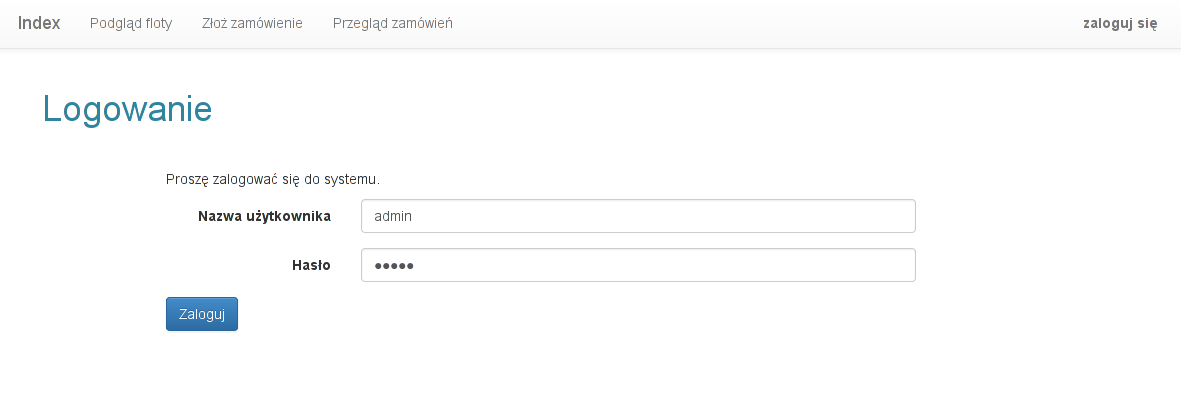 Index Podgląd floty Złoż zamówienie Przegląd zamówień zaloguj się
Logowanie
Proszę zalogować się do systemu.
Nazwa użytkownika admin
Hasło ●●●●●
Zaloguj